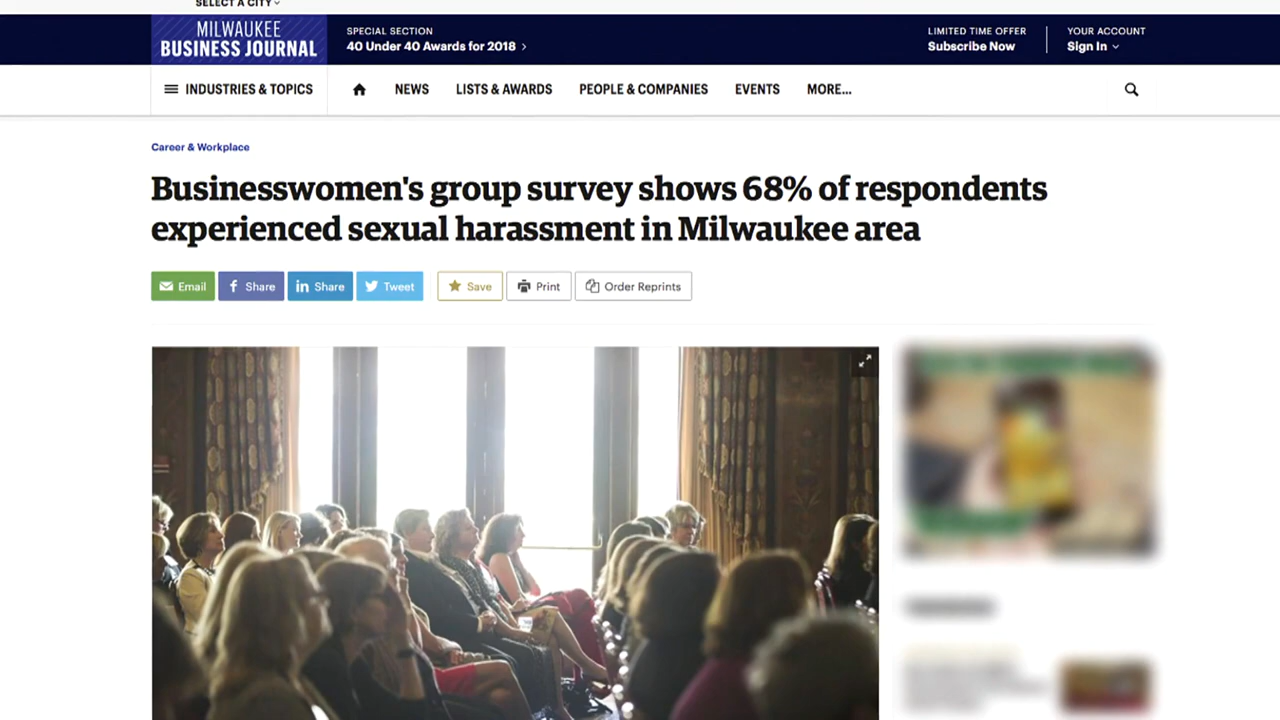 SELECT A CITY
MILWAUKEE
BUSINESS JOURNAL
SPECIAL SECTION
40 Under 40 Awards for 2018 >
LIMITED TIME OFFER
Subscribe Now
YOUR ACCOUNT
Sign In
INDUSTRIES & TOPICS
NEWS
LISTS & AWARDS
PEOPLE & COMPANIES
EVENTS
MORE...
Career & Workplace
Businesswomen's group survey shows 68% of respondents
experienced sexual harassment in Milwaukee area
Email
f Share
in Share
Tweet
Save
Print
Order Reprints